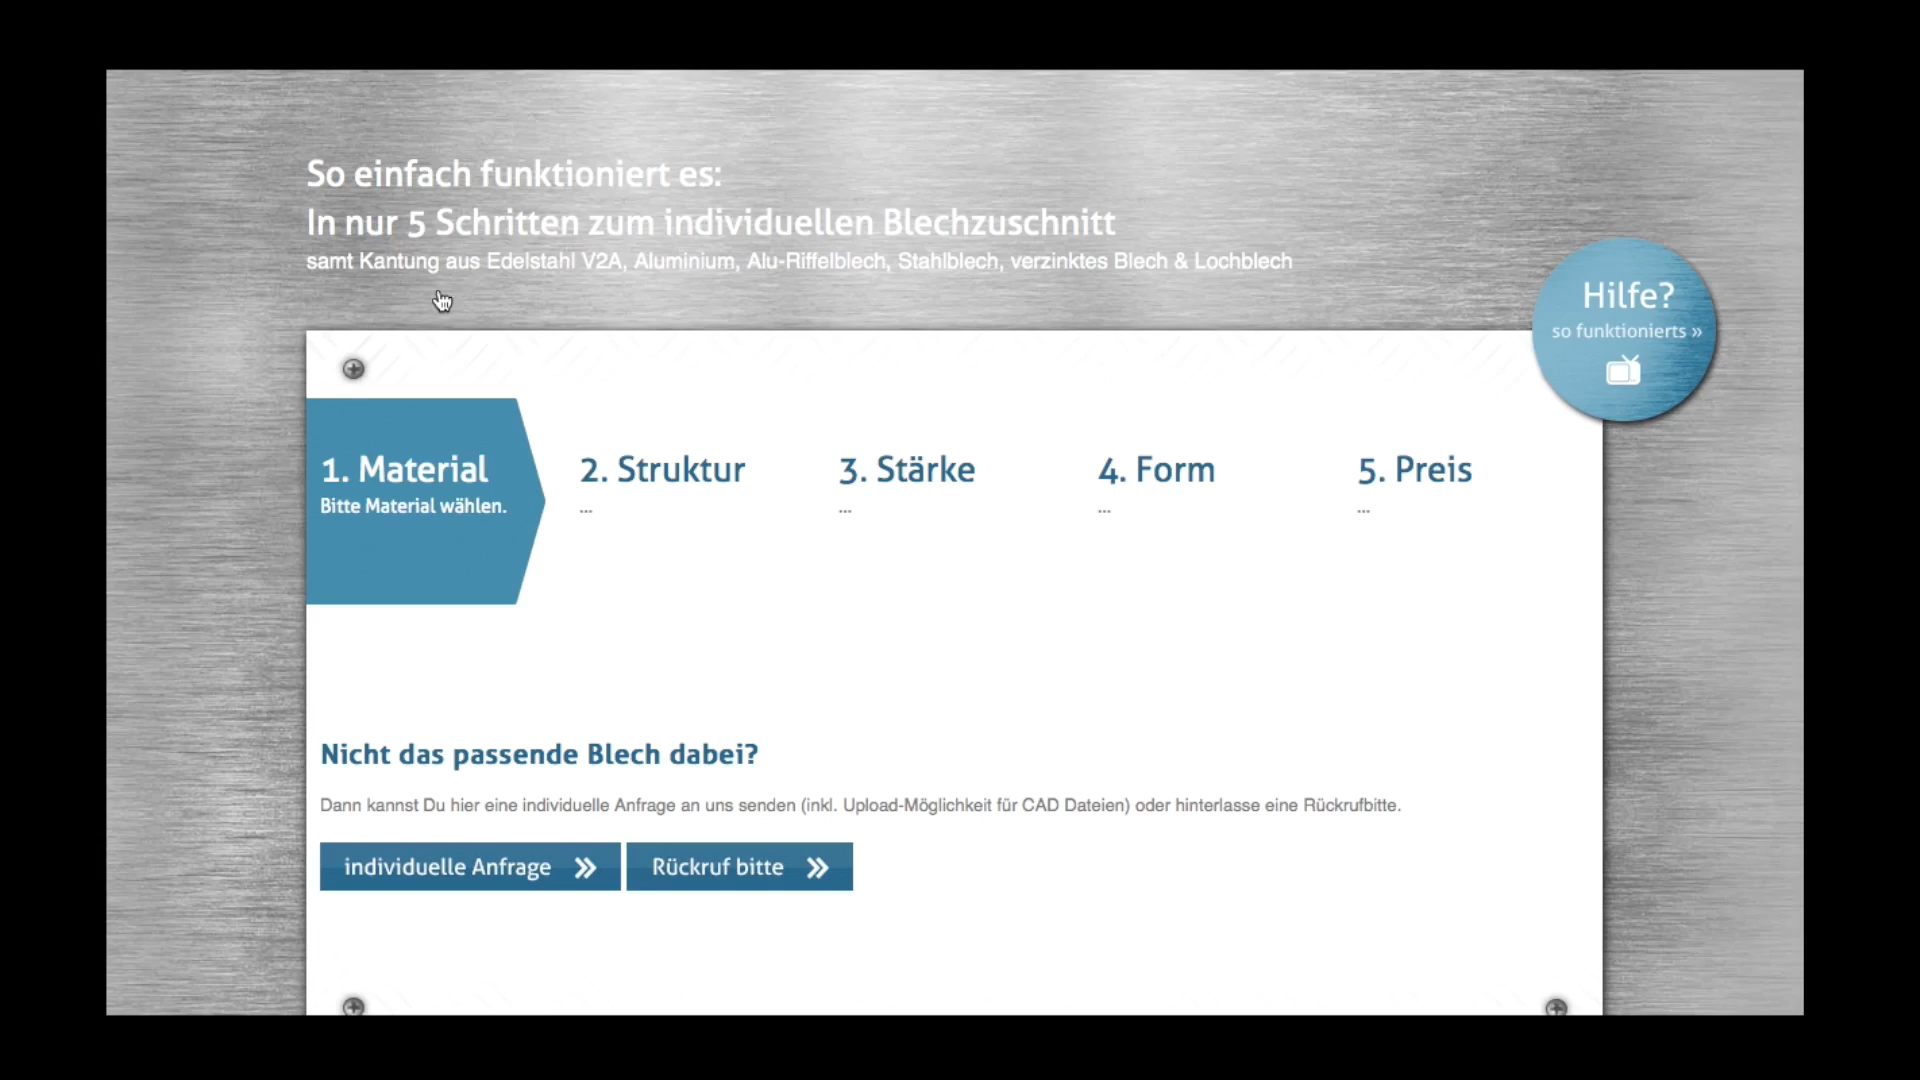 So einfach funktioniert es:
In nur 5 Schritten zum individuellen Blechzuschnitt
samt Kantung aus Edelstahl V2A, Aluminium, Alu-Riffelblech, Stahlblech, verzinktes Blech & Lochblech
Hilfe?
so funktionierts »
1. Material
Bitte Material wählen.
2. Struktur
...
3. Stärke
...
4. Form
...
5. Preis
...
Nicht das passende Blech dabei?
Dann kannst Du hier eine individuelle Anfrage an uns senden (inkl. Upload-Möglichkeit für CAD Dateien) oder hinterlasse eine Rückrufbitte.
individuelle Anfrage »
Rückruf bitte »